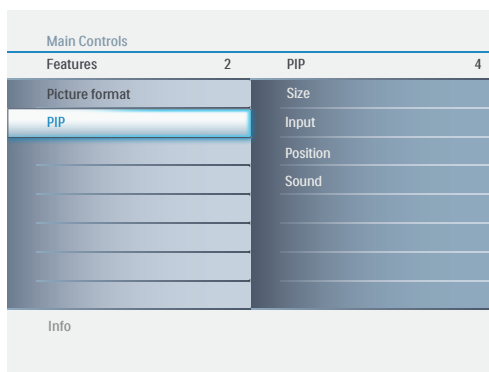 Main Controls
Features 2 PIP 4
Picture format Size
PIP Input
Position
Sound
Info